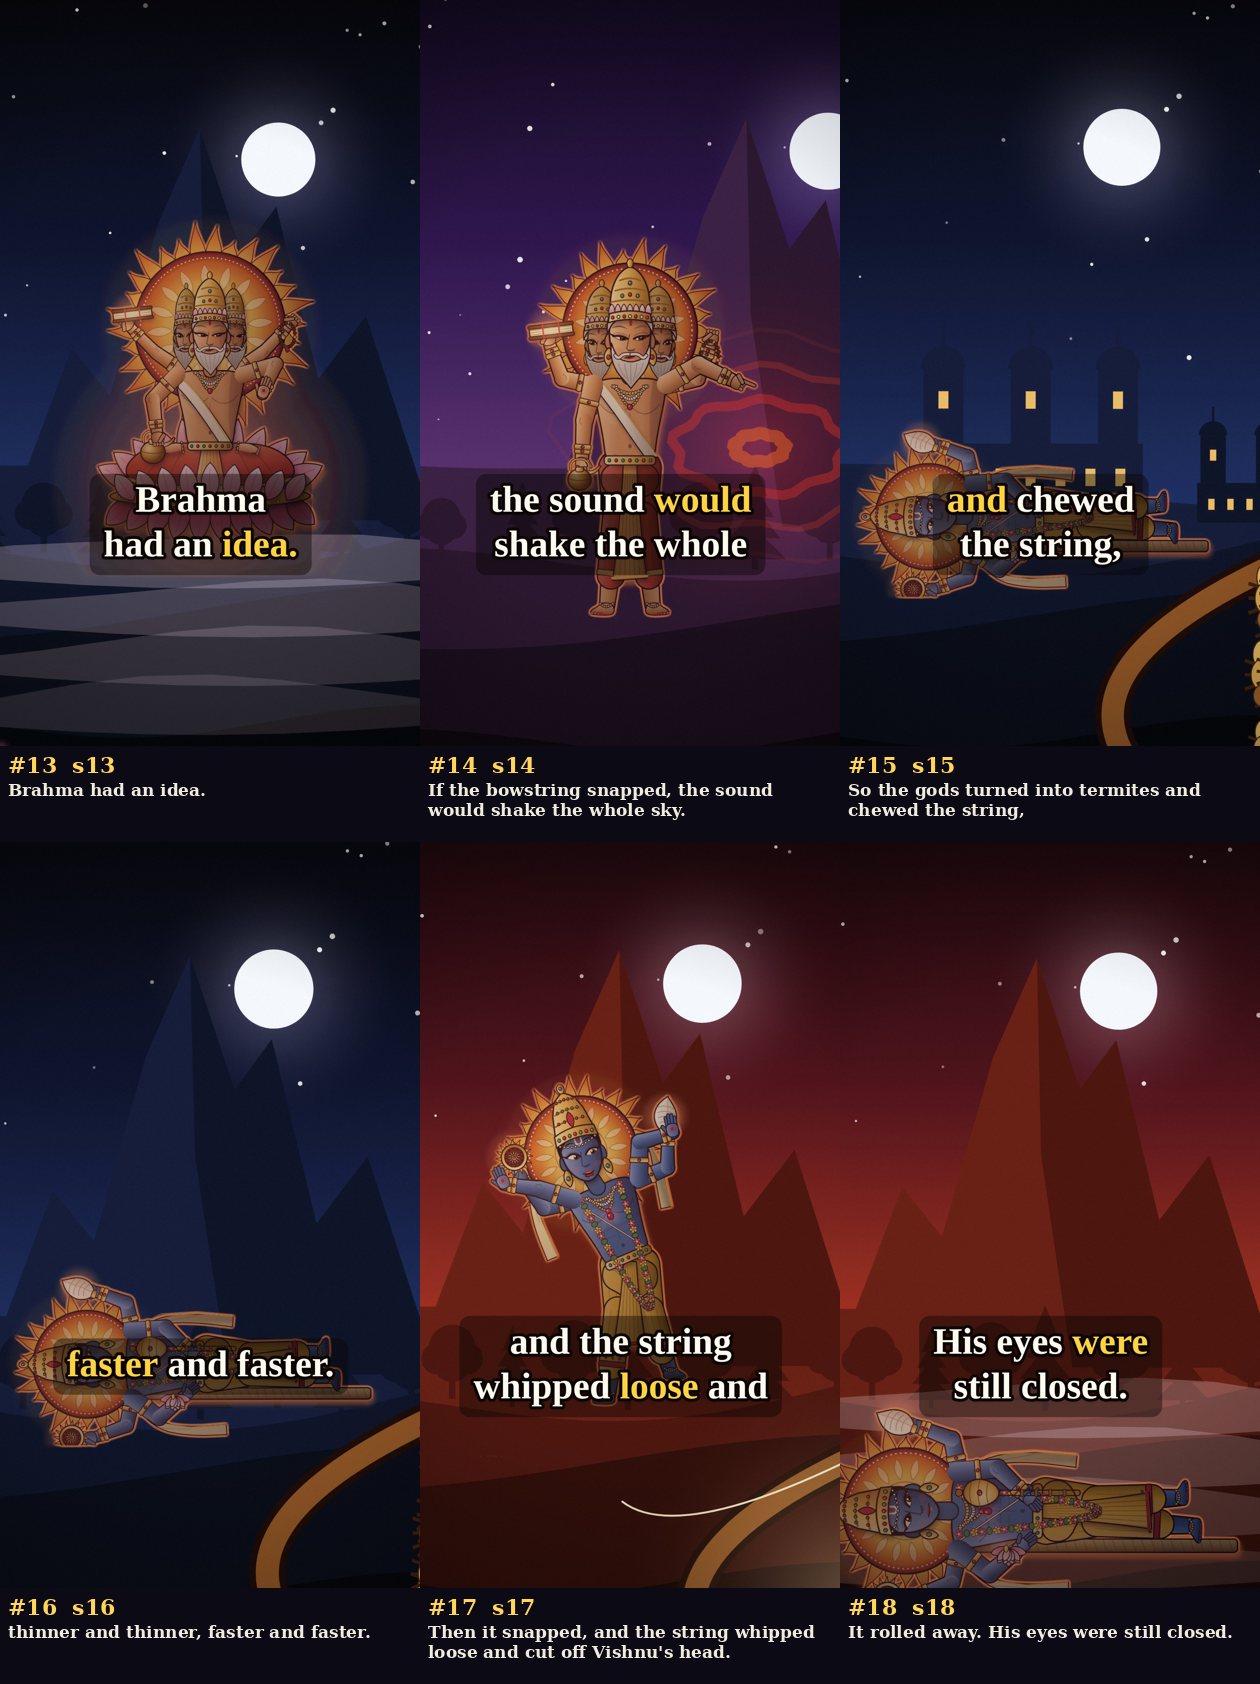 Brahma
had an idea.
the sound would
shake the whole
and chewed
the string,
#13 s13
Brahma had an idea.
#14 s14
If the bowstring snapped, the sound
would shake the whole sky.
#15 s15
So the gods turned into termites and
chewed the string,
faster and faster.
and the string
whipped loose and
His eyes were
still closed.
#16 s16
thinner and thinner, faster and faster.
#17 s17
Then it snapped, and the string whipped
loose and cut off Vishnu's head.
#18 s18
It rolled away. His eyes were still closed.